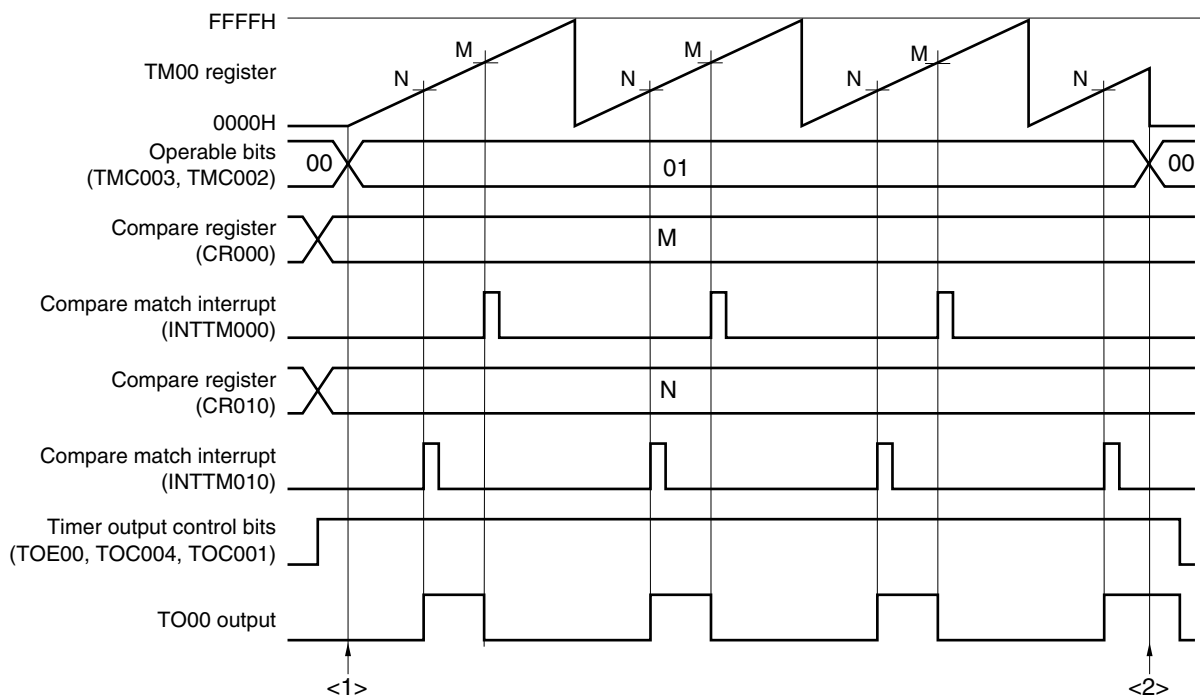 FFFFH
TM00 register
0000H
N M N M N M N
Operable bits
(TMC003, TMC002)
00 01 00
Compare register
(CR000)
M
Compare match interrupt
(INTTM000)
Compare register
(CR010)
N
Compare match interrupt
(INTTM010)
Timer output control bits
(TOE00, TOC004, TOC001)
TO00 output
<1> <2>